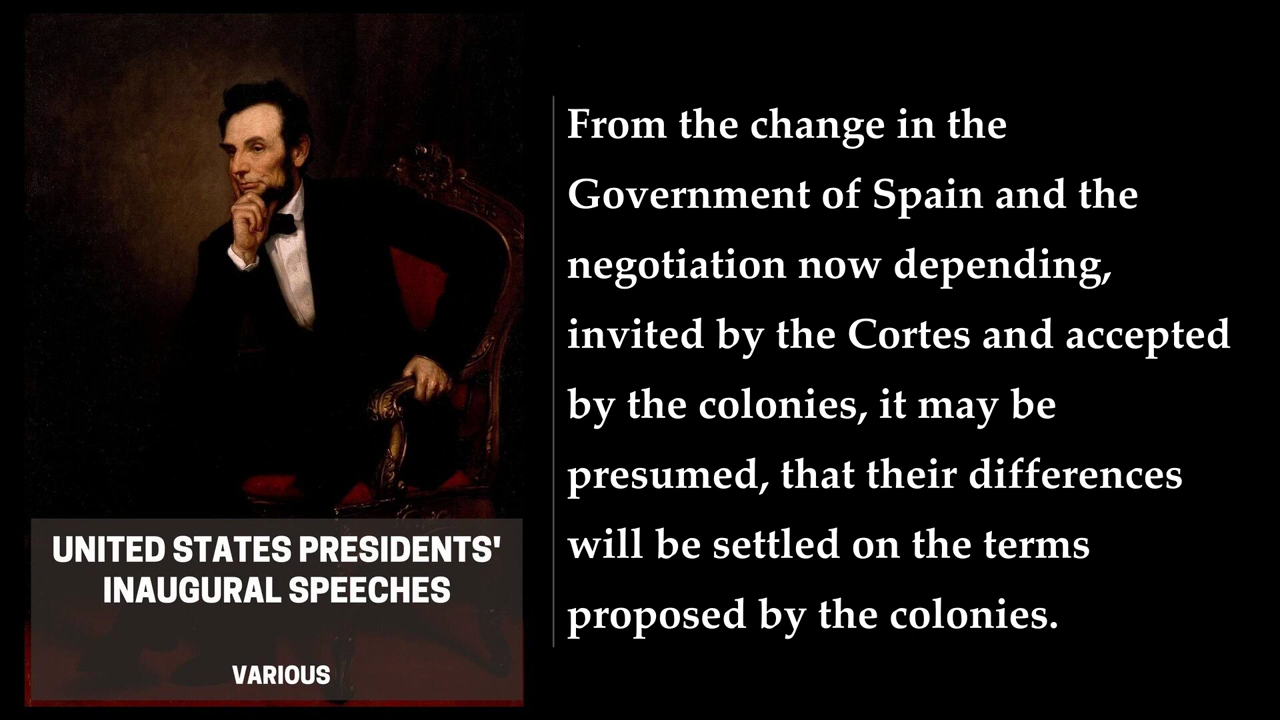 From the change in the
Government of Spain and the
negotiation now depending,
invited by the Cortes and accepted
by the colonies, it may be
presumed, that their differences
will be settled on the terms
proposed by the colonies.
UNITED STATES PRESIDENTS'
INAUGURAL SPEECHES
VARIOUS